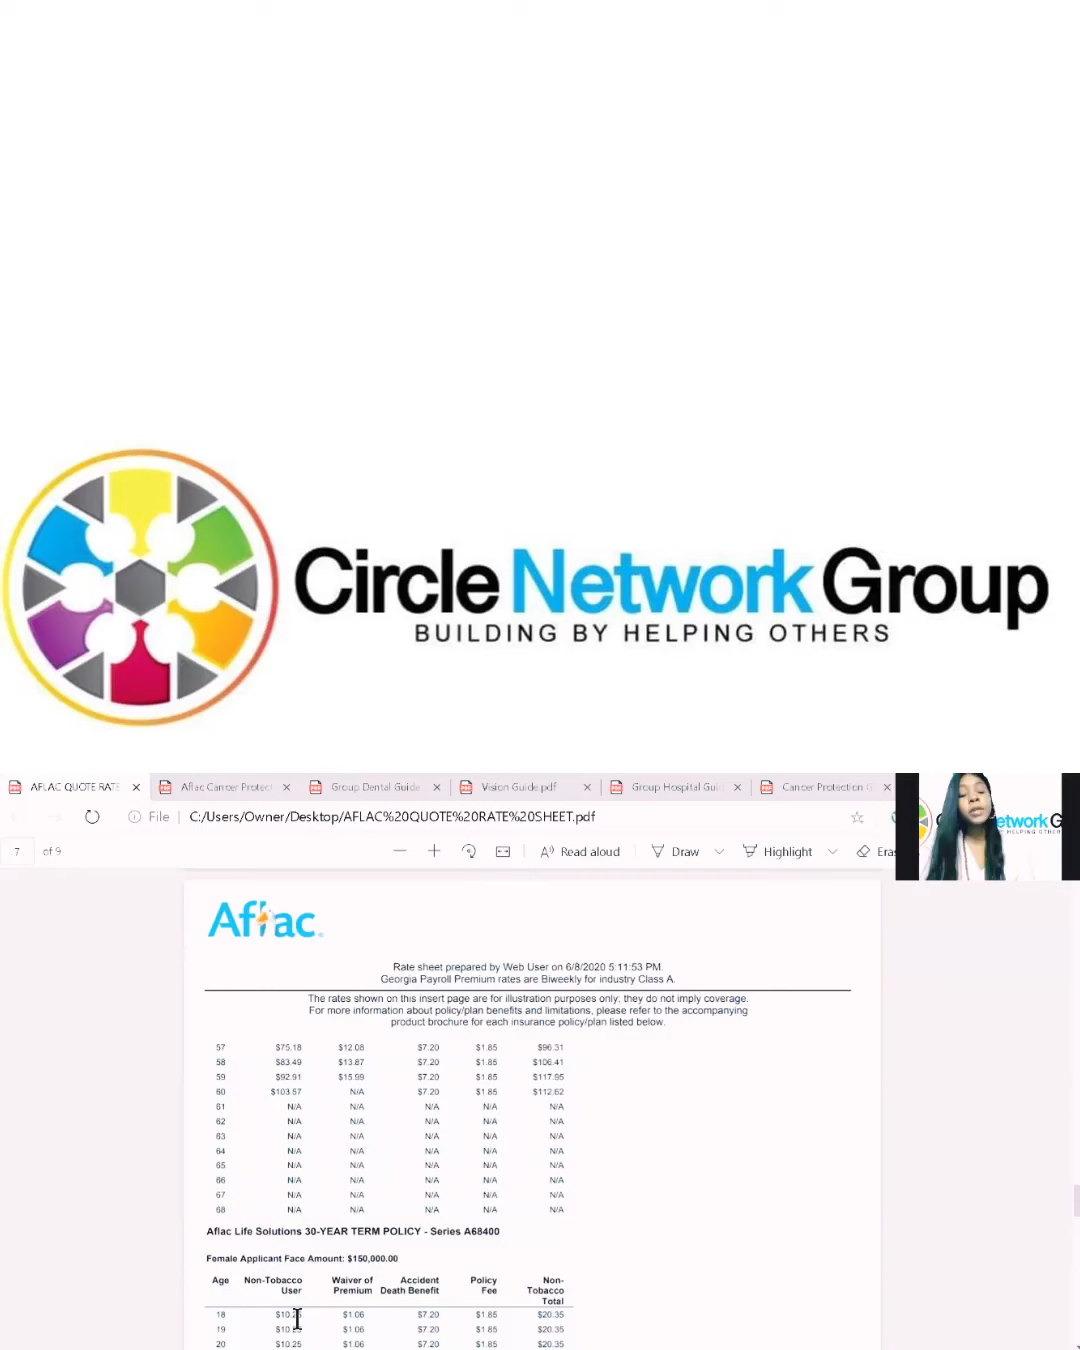 Circle Network Group
BUILDING BY HELPING OTHERS
AFLAC QUOTE RATE
Aflac Cancer Protect
Group Dental Guide
Vision Guide.pdf
Group Hospital Gui
Cancer Protection G
File
C:/Users/Owner/Desktop/AFLAC%20QUOTE%20RATE%20SHEET.pdf
7 of 9
Read aloud
Draw
Highlight
Eras
etwork G
Aflac
Rate sheet prepared by Web User on 6/8/2020 5:11:53 PM.
Georgia Payroll Premium rates are Biweekly for industry Class A.
The rates shown on this insert page are for illustration purposes only; they do not imply coverage.
For more information about policy/plan benefits and limitations, please refer to the accompanying
product brochure for each insurance policy/plan listed below.
57 $75.18 $12.08 $7.20 $1.85 $96.31
58 $83.49 $13.87 $7.20 $1.85 $106.41
59 $92.91 $15.99 $7.20 $1.85 $117.95
60 $103.57 N/A $7.20 $1.85 $112.62
61 N/A N/A N/A N/A N/A
62 N/A N/A N/A N/A N/A
63 N/A N/A N/A N/A N/A
64 N/A N/A N/A N/A N/A
65 N/A N/A N/A N/A N/A
66 N/A N/A N/A N/A N/A
67 N/A N/A N/A N/A N/A
68 N/A N/A N/A N/A N/A
Aflac Life Solutions 30-YEAR TERM POLICY - Series A68400
Female Applicant Face Amount: $150,000.00
Age Non-Tobacco User Waiver of Premium Accident Death Benefit Policy Fee Non-Tobacco Total
18 $10.25 $1.06 $7.20 $1.85 $20.35
19 $10.25 $1.06 $7.20 $1.85 $20.35
20 $10.25 $1.06 $7.20 $1.85 $20.35